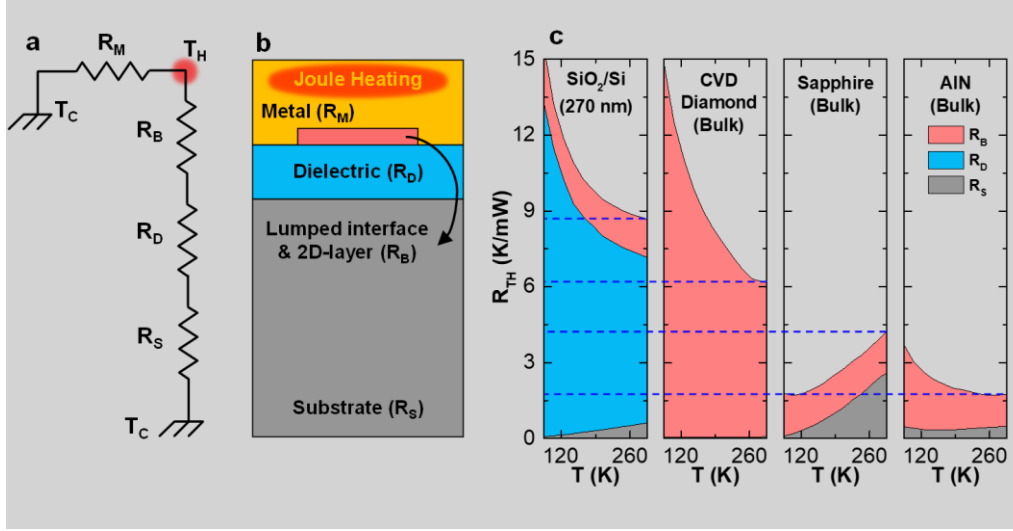 a
R_M
T_H
T_C
R_B
R_D
R_S
T_C
b
Joule Heating
Metal (R_M)
Dielectric (R_D)
Lumped interface
& 2D-layer (R_B)
Substrate (R_S)
c
R_TH (K/mW)
15
12
9
6
3
0
SiO₂/Si
(270 nm)
120 260
T (K)
CVD
Diamond
(Bulk)
120 260
T (K)
Sapphire
(Bulk)
120 260
T (K)
AlN
(Bulk)
R_B
R_D
R_S
120 260
T (K)